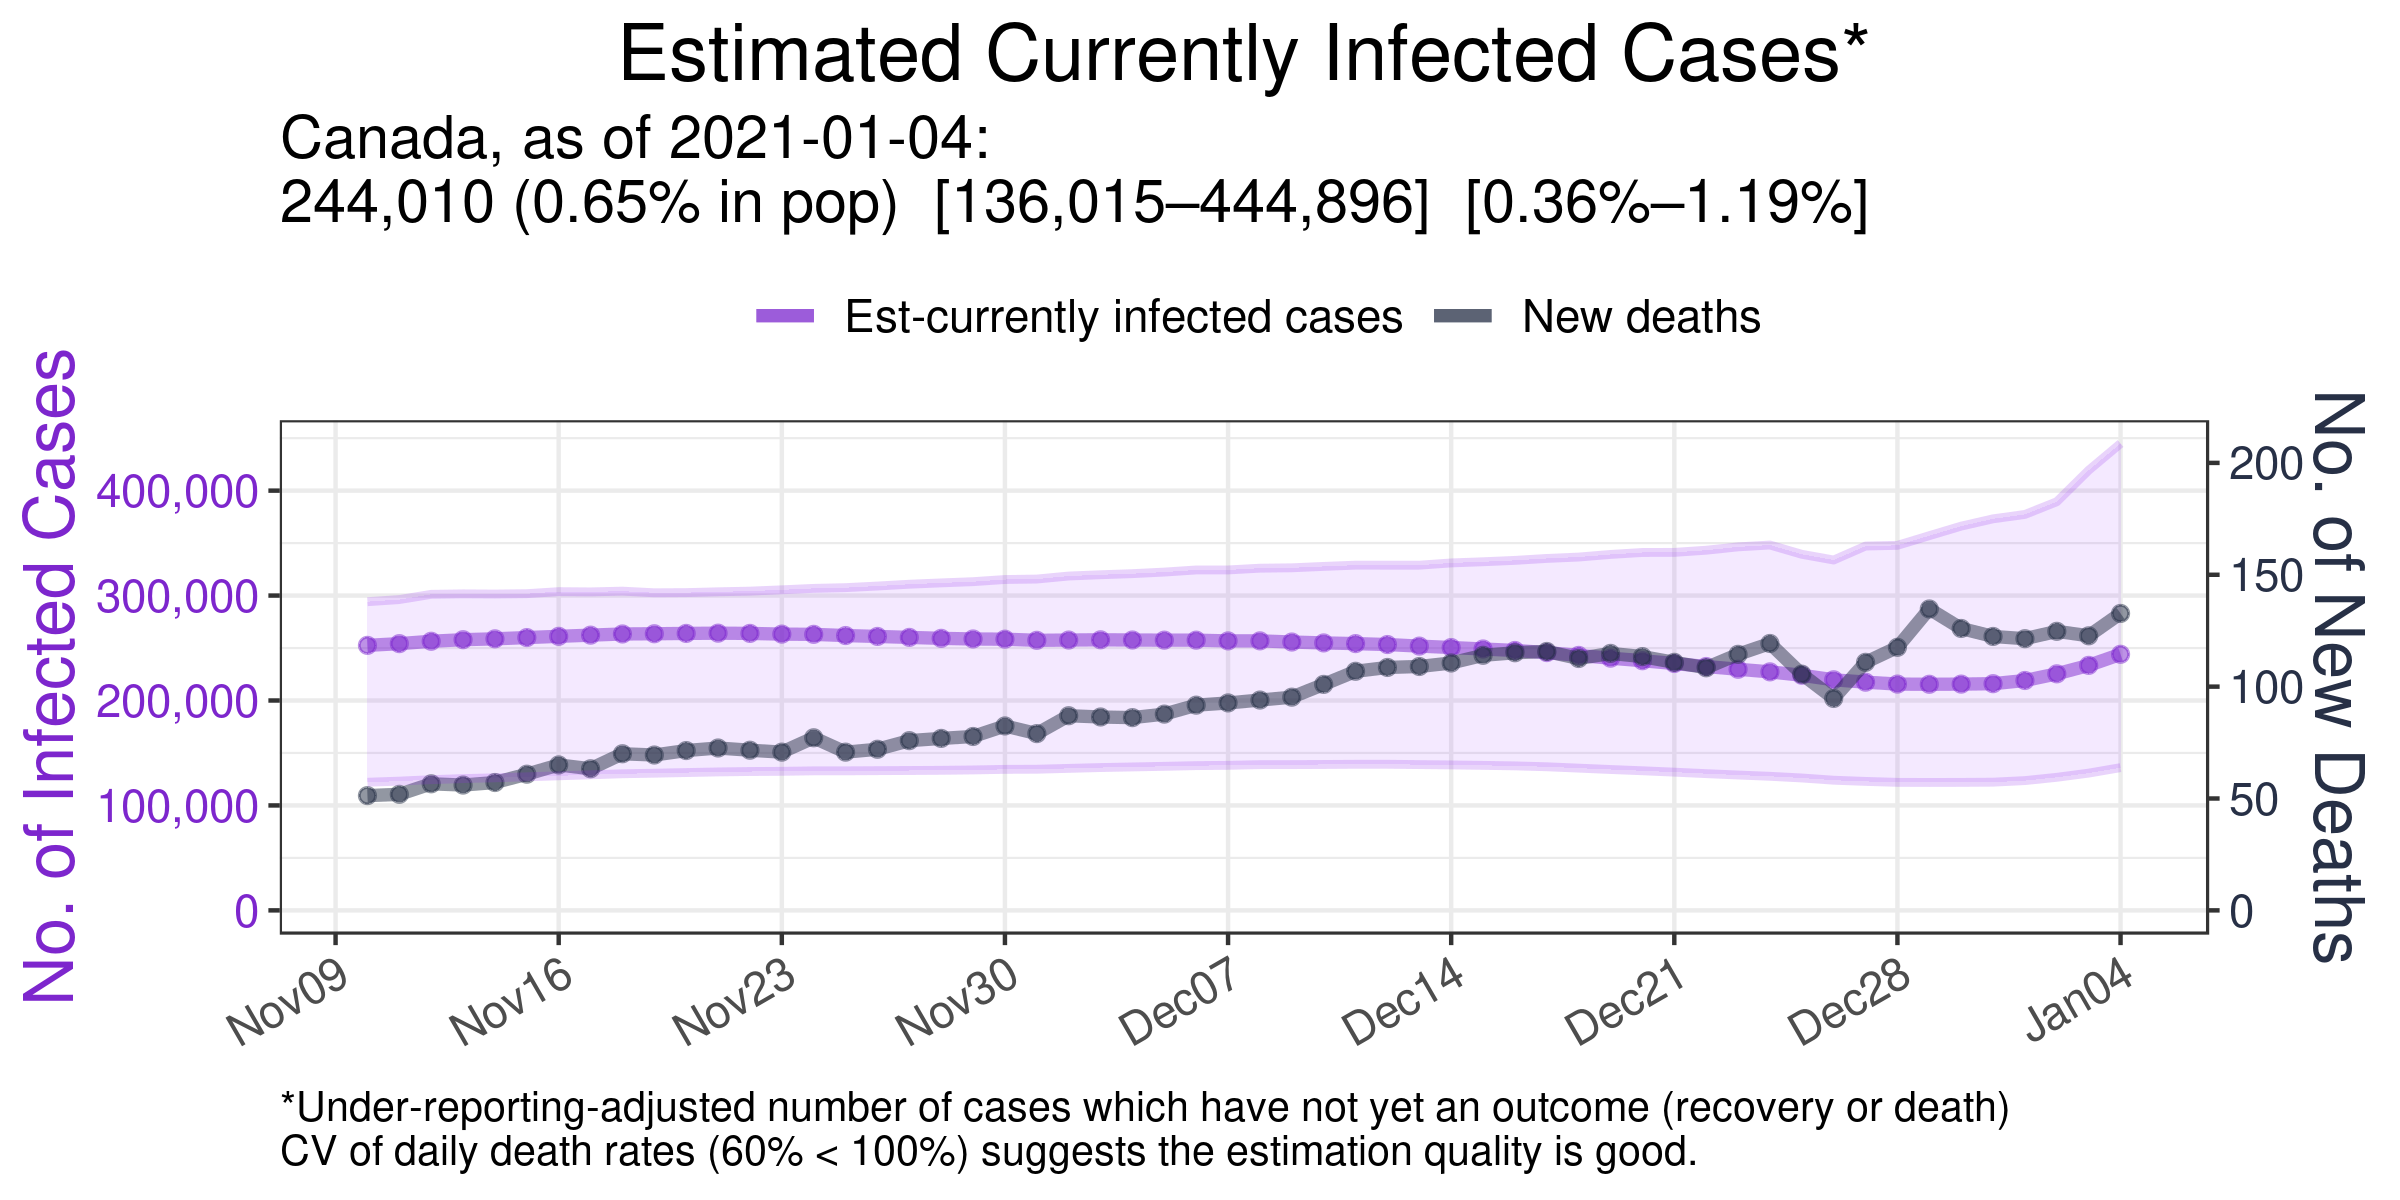 Estimated Currently Infected Cases*
Canada, as of 2021-01-04:
244,010 (0.65% in pop) [136,015–444,896] [0.36%–1.19%]
Est-currently infected cases New deaths
No. of Infected Cases
400,000
300,000
200,000
100,000
0
200
150
100
50
0
No. of New Deaths
Nov09 Nov16 Nov23 Nov30 Dec07 Dec14 Dec21 Dec28 Jan04
*Under-reporting-adjusted number of cases which have not yet an outcome (recovery or death)
CV of daily death rates (60% < 100%) suggests the estimation quality is good.